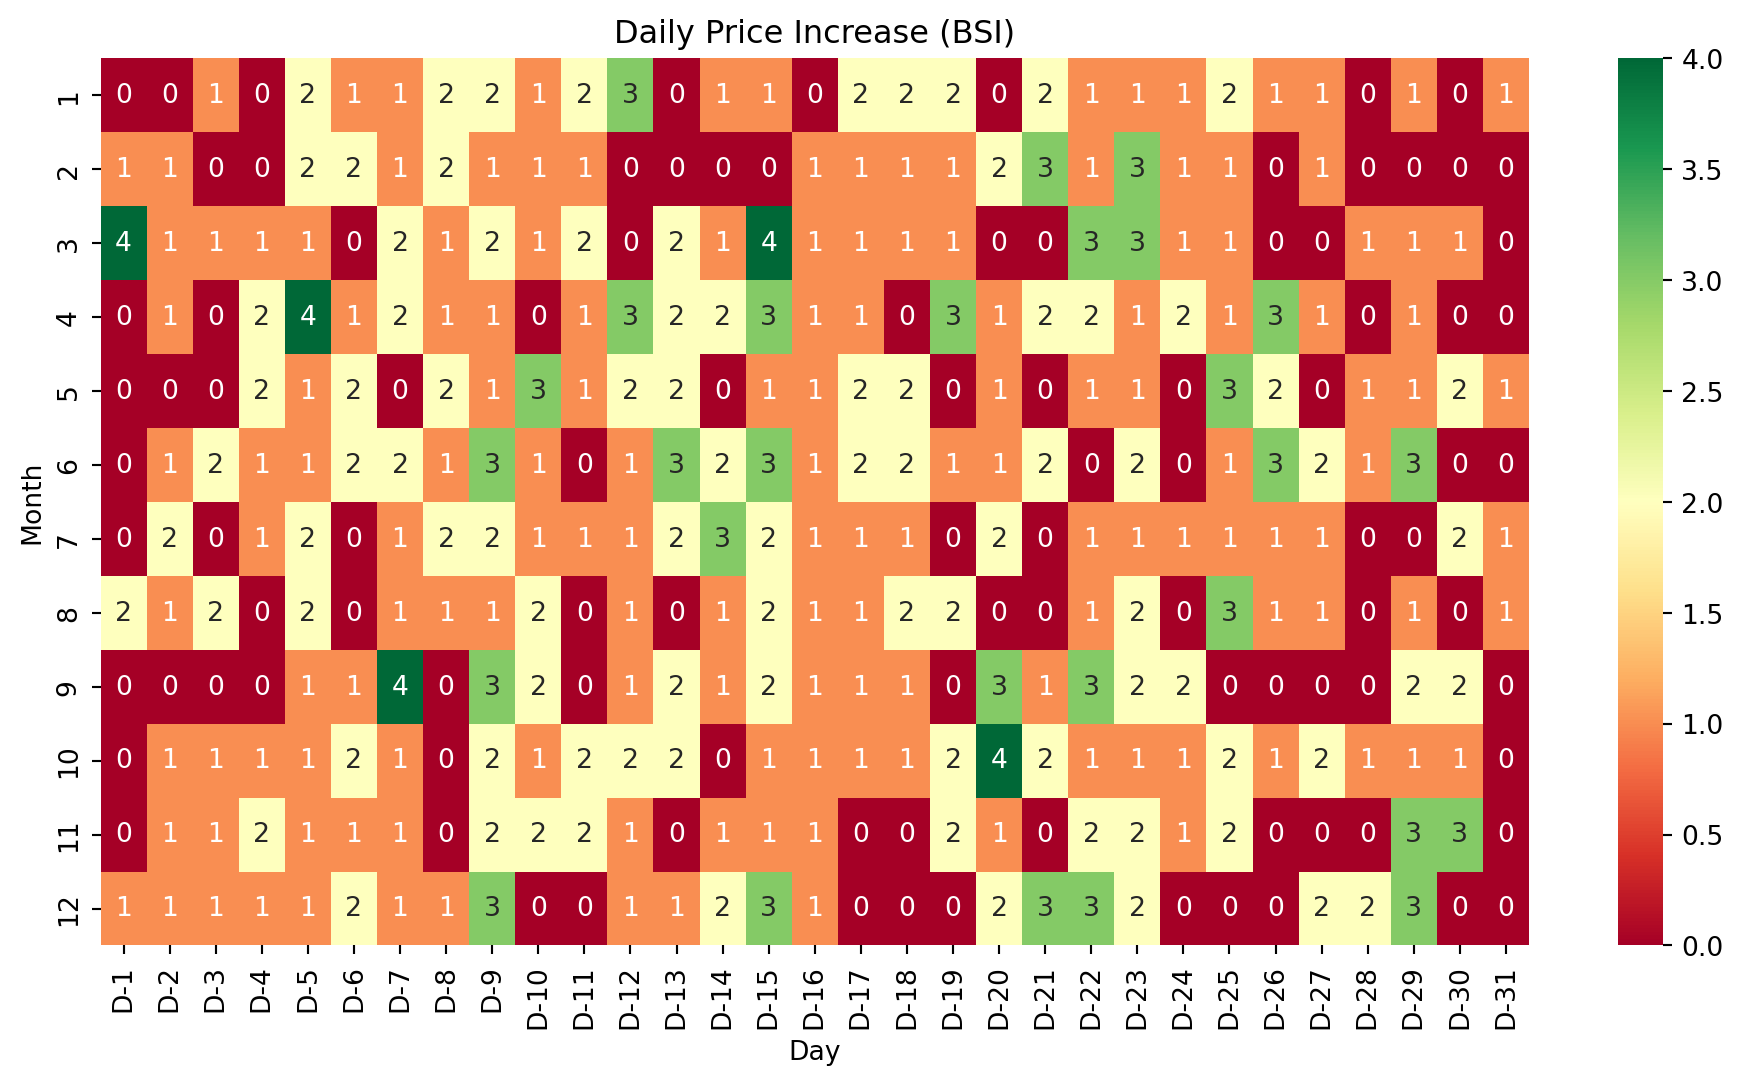 Daily Price Increase (BSI)
1 0 0 1 0 2 1 1 2 2 1 2 3 0 1 1 0 2 2 2 0 2 1 1 1 2 1 1 0 1 0 1
2 1 1 0 0 2 2 1 2 1 1 1 0 0 0 0 1 1 1 1 2 3 1 3 1 1 0 1 0 0 0 0
3 4 1 1 1 1 0 2 1 2 1 2 0 2 1 4 1 1 1 1 0 0 3 3 1 1 0 0 1 1 1 0
4 0 1 0 2 4 1 2 1 1 0 1 3 2 2 3 1 1 0 3 1 2 2 1 2 1 3 1 0 1 0 0
5 0 0 0 2 1 2 0 2 1 3 1 2 2 0 1 1 2 2 0 1 0 1 1 0 3 2 0 1 1 2 1
6 0 1 2 1 1 2 2 1 3 1 0 1 3 2 3 1 2 2 1 1 2 0 2 0 1 3 2 1 3 0 0
7 0 2 0 1 2 0 1 2 2 1 1 1 2 3 2 1 1 1 0 2 0 1 1 1 1 1 1 0 0 2 1
8 2 1 2 0 2 0 1 1 1 2 0 1 0 1 2 1 1 2 2 0 0 1 2 0 3 1 1 0 1 0 1
9 0 0 0 0 1 1 4 0 3 2 0 1 2 1 2 1 1 1 0 3 1 3 2 2 0 0 0 0 2 2 0
10 0 1 1 1 1 2 1 0 2 1 2 2 2 0 1 1 1 1 2 4 2 1 1 1 2 1 2 1 1 1 0
11 0 1 1 2 1 1 1 0 2 2 2 1 0 1 1 1 0 0 2 1 0 2 2 1 2 0 0 0 3 3 0
12 1 1 1 1 1 2 1 1 3 0 0 1 1 2 3 1 0 0 0 2 3 3 2 0 0 0 2 2 3 0 0
Month
D-1 D-2 D-3 D-4 D-5 D-6 D-7 D-8 D-9 D-10 D-11 D-12 D-13 D-14 D-15 D-16 D-17 D-18 D-19 D-20 D-21 D-22 D-23 D-24 D-25 D-26 D-27 D-28 D-29 D-30 D-31
Day
4.0
3.5
3.0
2.5
2.0
1.5
1.0
0.5
0.0